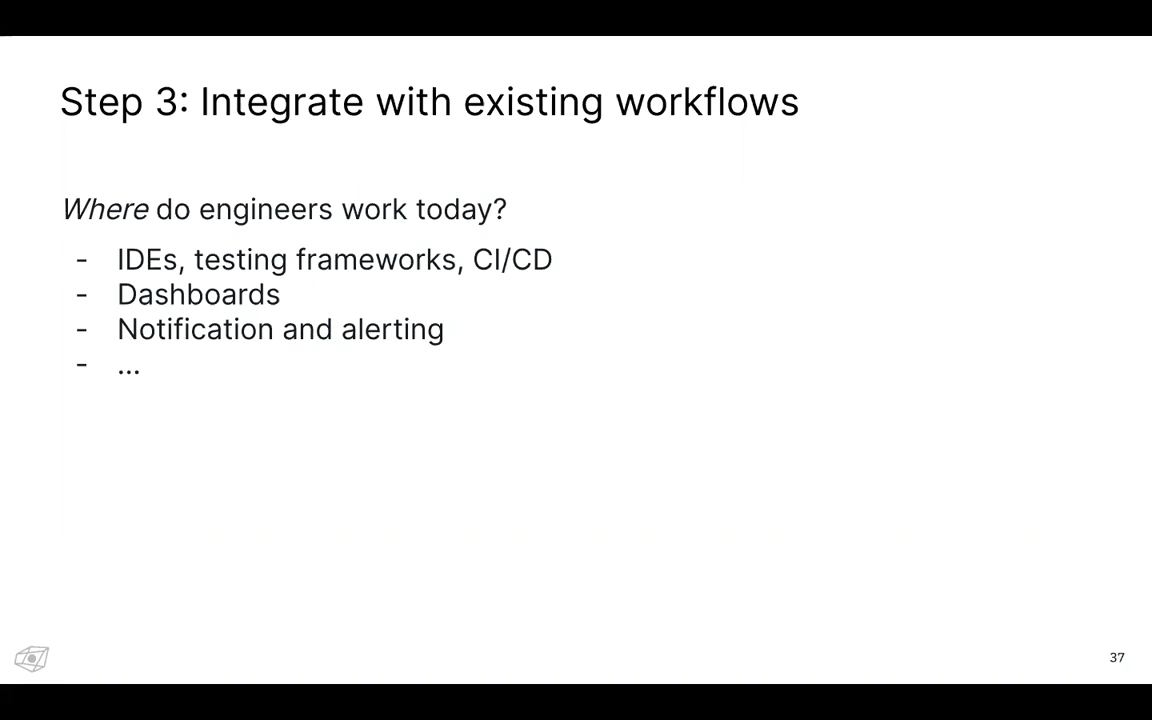 Step 3: Integrate with existing workflows
Where do engineers work today?
- IDEs, testing frameworks, CI/CD
- Dashboards
- Notification and alerting
- ...
37